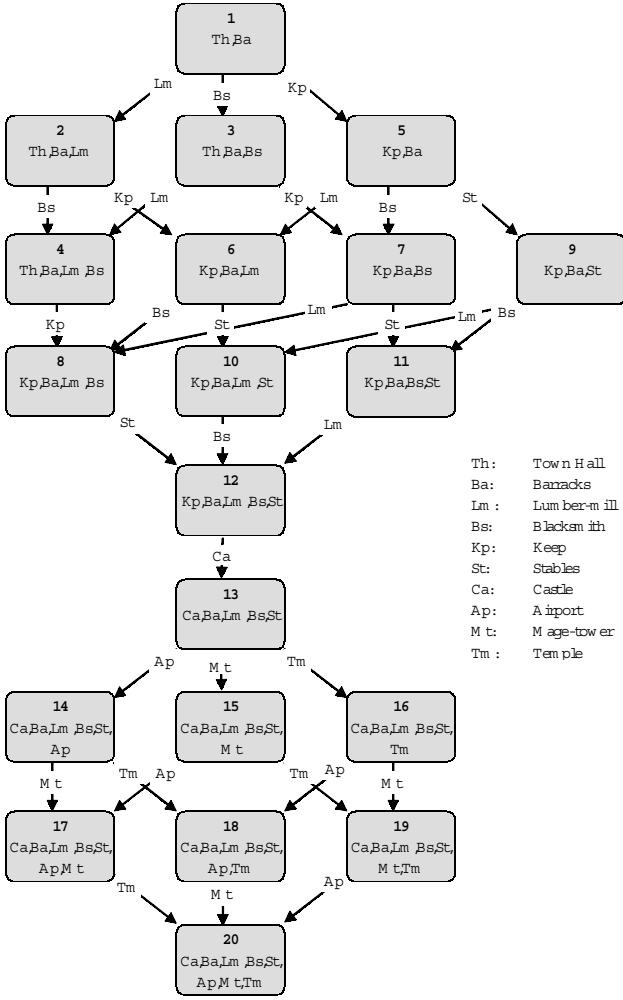 1
Th,Ba
Lm
Bs
Kp
2
Th,Ba,Lm
3
Th,Ba,Bs
5
Kp,Ba
Bs
Kp
Lm
Kp
Lm
Bs
St
4
Th,Ba,Lm,Bs
6
Kp,Ba,Lm
7
Kp,Ba,Bs
9
Kp,Ba,St
Kp
Bs
St
Lm
St
Lm
Bs
8
Kp,Ba,Lm,Bs
10
Kp,Ba,Lm,St
11
Kp,Ba,Bs,St
St
Bs
Lm
12
Kp,Ba,Lm,Bs,St
Ca
13
Ca,Ba,Lm,Bs,St
Th: Town Hall
Ba: Barracks
Lm: Lumber-mill
Bs: Blacksmith
Kp: Keep
St: Stables
Ca: Castle
Ap: Airport
Mt: Mage-tower
Tm: Temple
Ap
Mt
Tm
14
Ca,Ba,Lm,Bs,St,
Ap
15
Ca,Ba,Lm,Bs,St,
Mt
16
Ca,Ba,Lm,Bs,St,
Tm
Mt
Tm
Ap
Tm
Ap
Mt
17
Ca,Ba,Lm,Bs,St,
Ap,Mt
18
Ca,Ba,Lm,Bs,St,
Ap,Tm
19
Ca,Ba,Lm,Bs,St,
Mt,Tm
Tm
Mt
Ap
20
Ca,Ba,Lm,Bs,St,
Ap,Mt,Tm